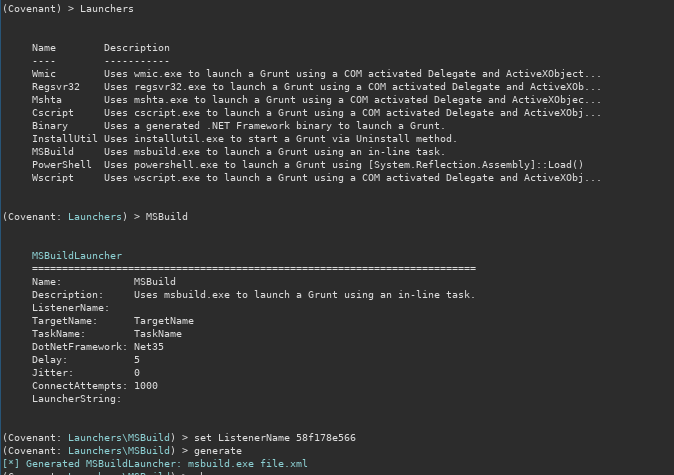 (Covenant) > Launchers
Name Description
---- -----------
Wmic Uses wmic.exe to launch a Grunt using a COM activated Delegate and ActiveXObject...
Regsvr32 Uses regsvr32.exe to launch a Grunt using a COM activated Delegate and ActiveXOb...
Mshta Uses mshta.exe to launch a Grunt using a COM activated Delegate and ActiveXObjec...
Cscript Uses cscript.exe to launch a Grunt using a COM activated Delegate and ActiveXObj...
Binary Uses a generated .NET Framework binary to launch a Grunt.
InstallUtil Uses installutil.exe to start a Grunt via Uninstall method.
MSBuild Uses msbuild.exe to launch a Grunt using an in-line task.
PowerShell Uses powershell.exe to launch a Grunt using [System.Reflection.Assembly]::Load()
Wscript Uses wscript.exe to launch a Grunt using a COM activated Delegate and ActiveXObj...
(Covenant: Launchers) > MSBuild
MSBuildLauncher
==========================================================================
Name: MSBuild
Description: Uses msbuild.exe to launch a Grunt using an in-line task.
ListenerName:
TargetName: TargetName
TaskName: TaskName
DotNetFramework: Net35
Delay: 5
Jitter: 0
ConnectAttempts: 1000
LauncherString:
(Covenant: Launchers\MSBuild) > set ListenerName 58f178e566
(Covenant: Launchers\MSBuild) > generate
[*] Generated MSBuildLauncher: msbuild.exe file.xml